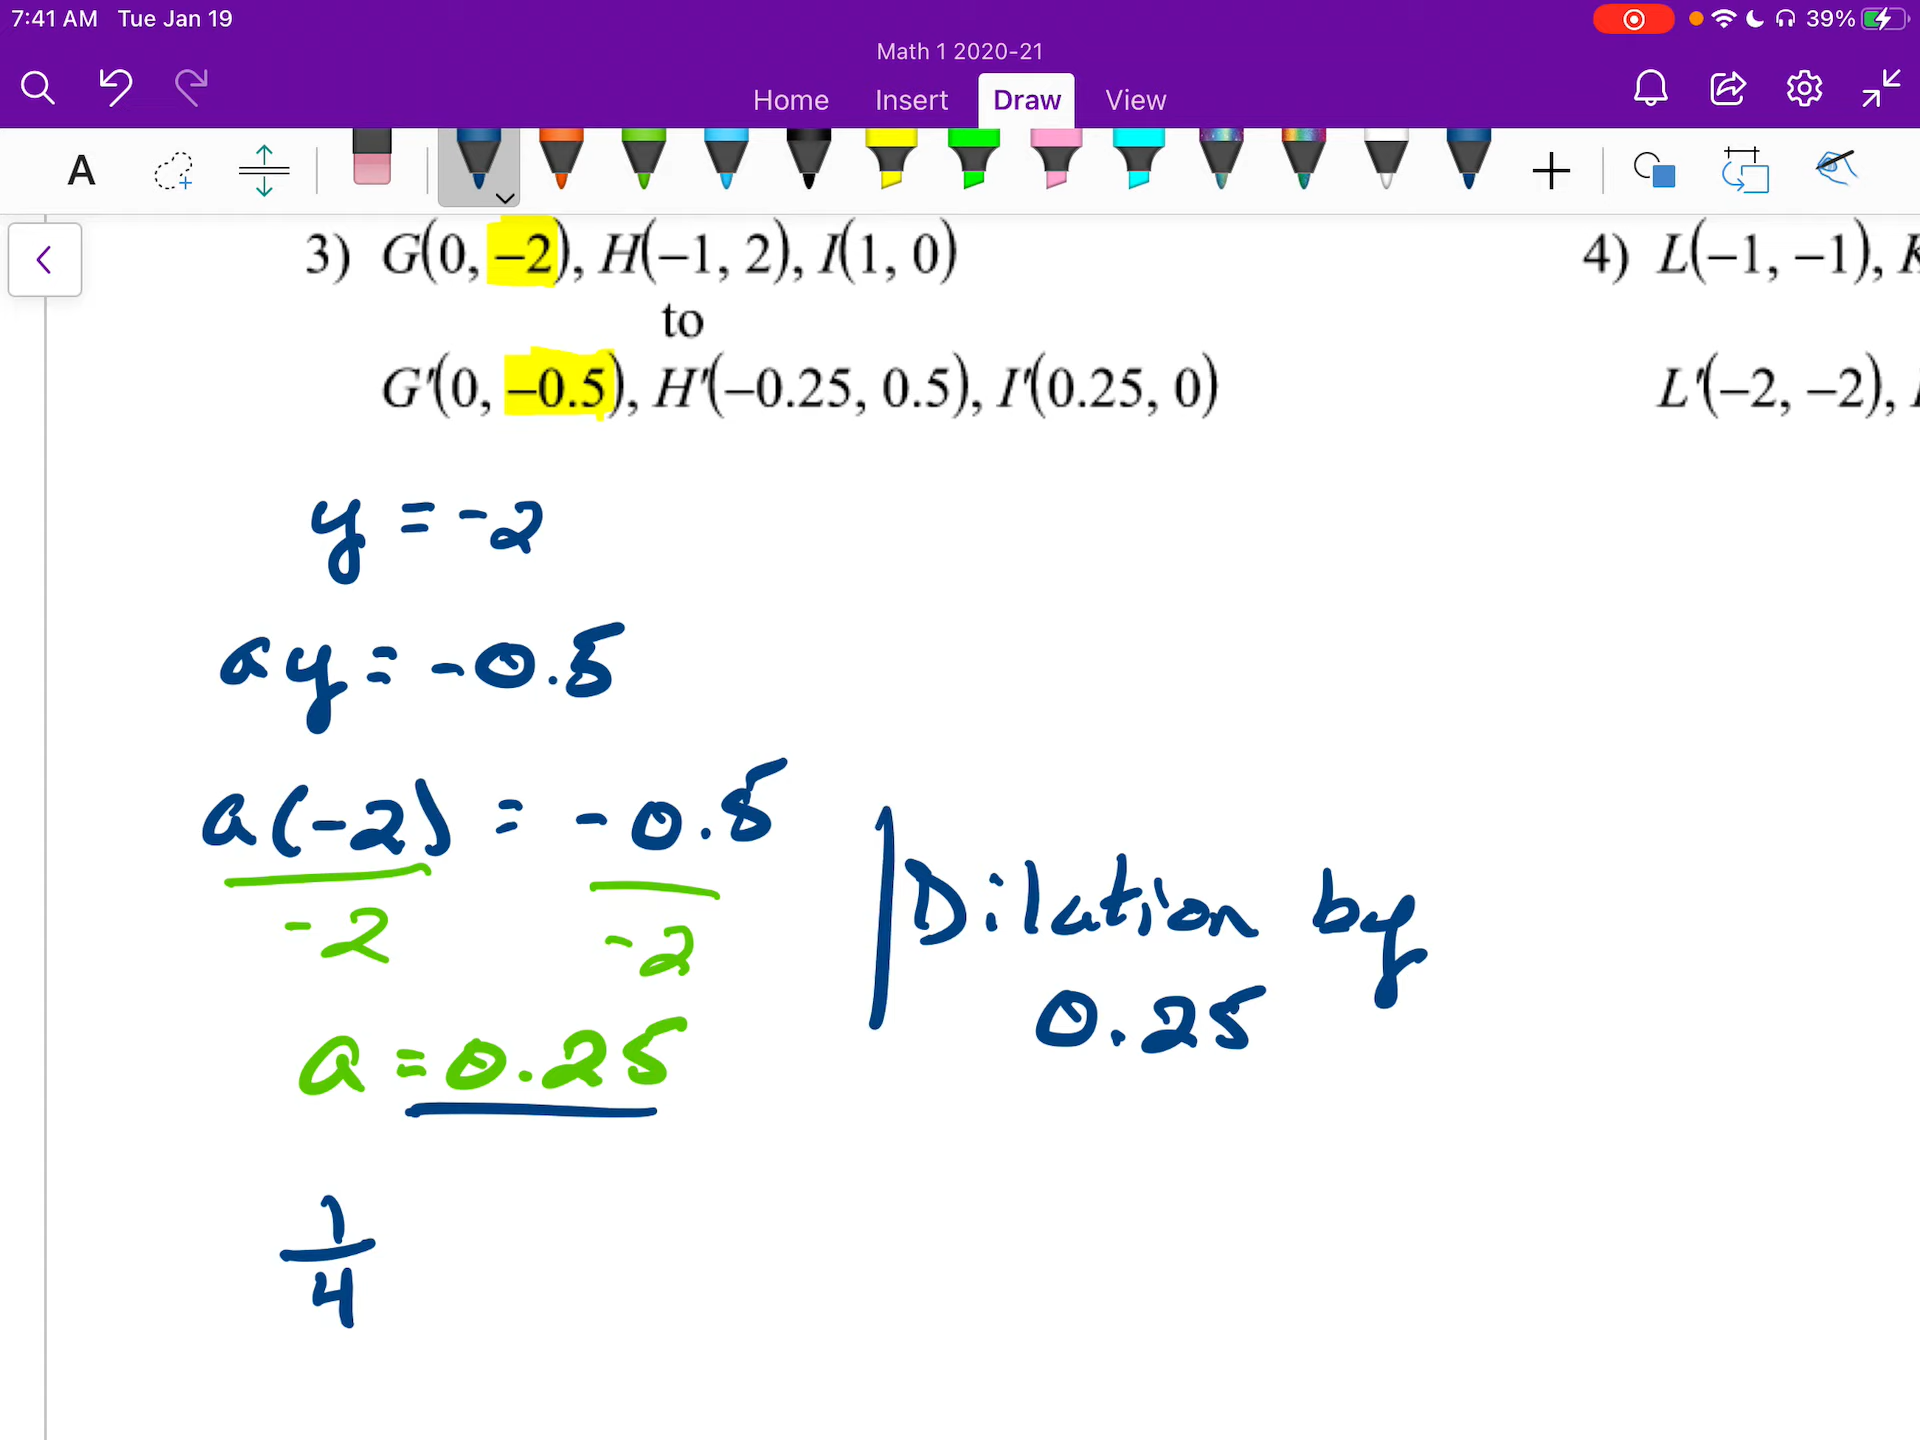 7:41 AM Tue Jan 19
39%
Math 1 2020-21
Home Insert Draw View
A
3) G(0, −2), H(−1, 2), I(1, 0)
to
G'(0, −0.5), H'(−0.25, 0.5), I'(0.25, 0)
4) L(−1, −1), K
L'(−2, −2),
y = -2
ay = -0.5
a(-2) = -0.5
-2 -2
a = 0.25
1
4
Dilation by
0.25